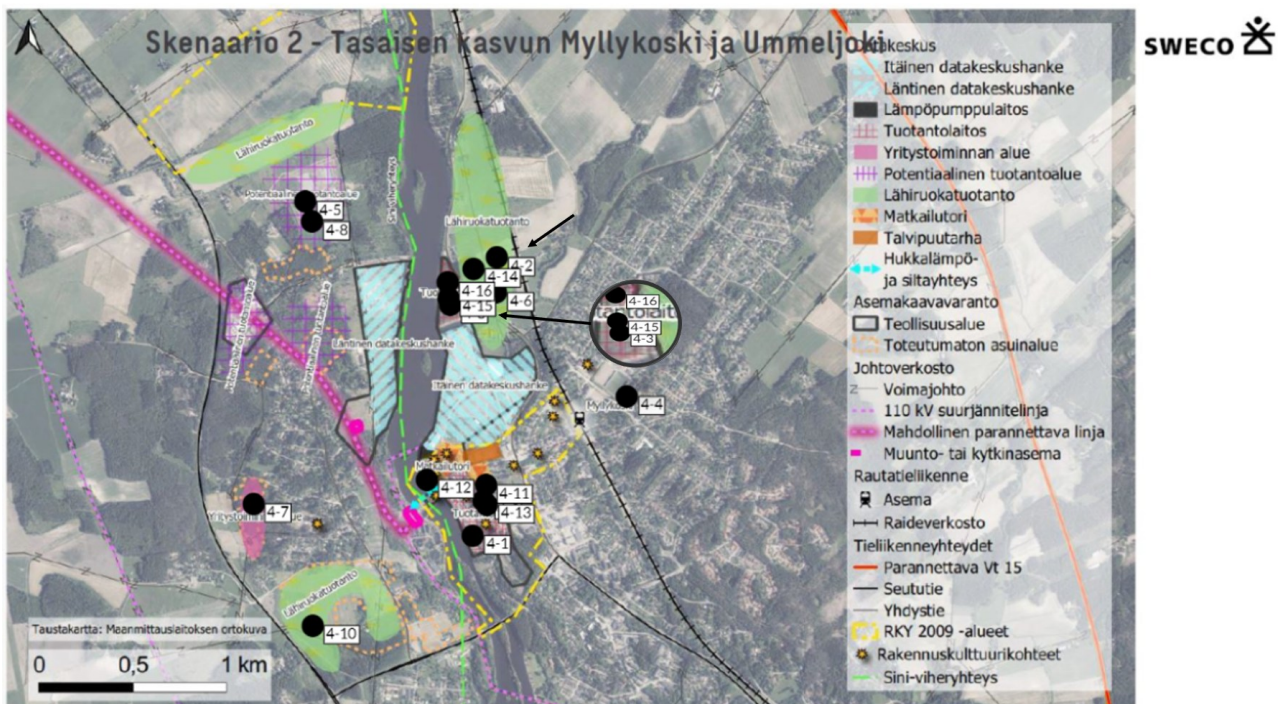 Skenaario 2 - Tasaisen kasvun Myllykoski ja Ummeljoki
SWECO
Itäinen datakeskushanke
Läntinen datakeskushanke
Lämpöpumppulaitos
Tuotantolaitos
Yritystoiminnan alue
Potentiaalinen tuotantoalue
Lähiruokatuotanto
Matkailutori
Talvipuutarha
Hukkalämpö-
ja siltayhteys
Asemakaavavaranto
Teollisuusalue
Toteutumaton asuinalue
Johtoverkosto
Voimajohto
110 kV suurjännitelinja
Mahdollinen parannettava linja
Muunto- tai kytkinasema
Rautatieliikenne
Asema
Raideverkosto
Tieliikenneyhteydet
Parannettava Vt 15
Seututie
Yhdystie
RKY 2009 -alueet
Rakennuskulttuurikohteet
Sini-viheryhteys
Lähiruokatuotanto
4-5
4-8
Lähiruokatuotanto
4-2
4-14
4-16
4-6
4-15
4-16
4-15
4-3
Läntinen datakeskushanke
Itäinen datakeskushanke
4-4
Matkailutori
4-12
4-11
4-13
4-1
4-7
Lähiruokatuotanto
4-10
Taustakartta: Maanmittauslaitoksen ortokuva
0 0,5 1 km